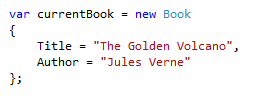 var currentBook = new Book
{
    Title = "The Golden Volcano",
    Author = "Jules Verne"
};